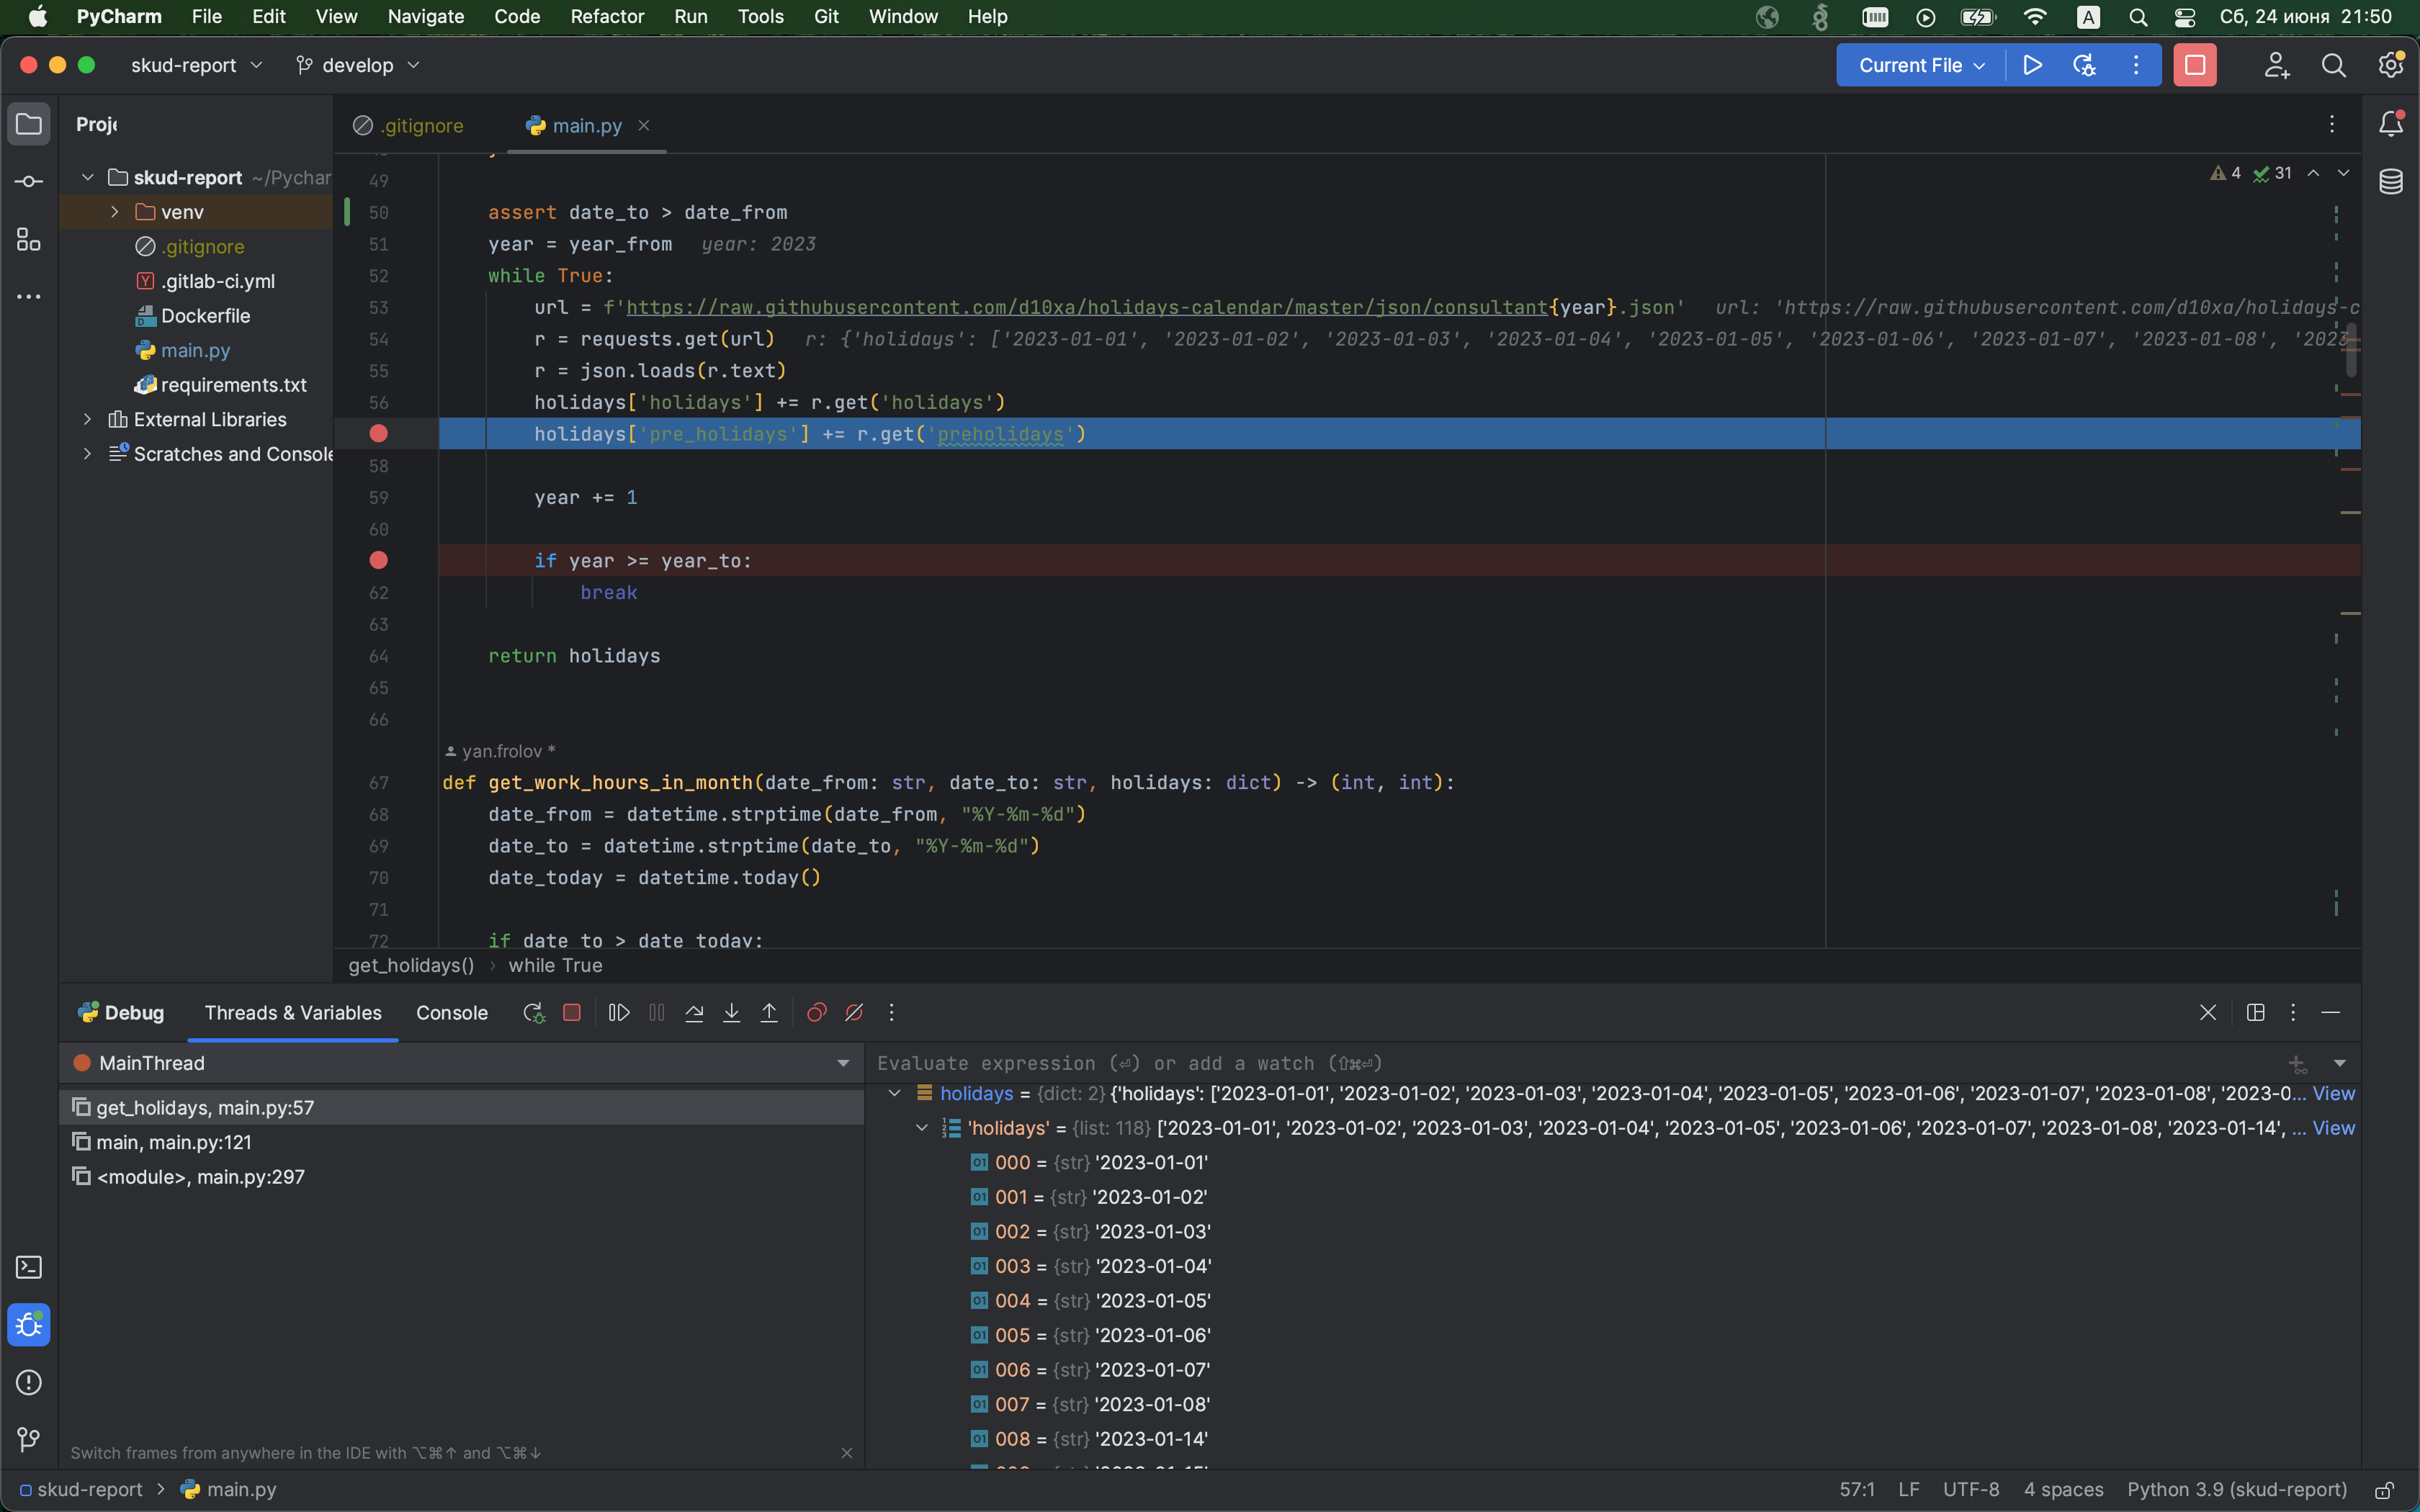 PyCharm File Edit View Navigate Code Refactor Run Tools Git Window Help A Сб, 24 июня 21:50
skud-report develop Current File
Proje
.gitignore main.py
skud-report ~/Pychar
venv
.gitignore
.gitlab-ci.yml
Dockerfile
main.py
requirements.txt
External Libraries
Scratches and Console
4 31
49
50 assert date_to > date_from
51 year = year_from year: 2023
52 while True:
53 url = f'https://raw.githubusercontent.com/d10xa/holidays-calendar/master/json/consultant{year}.json' url: 'https://raw.githubusercontent.com/d10xa/holidays-c
54 r = requests.get(url) r: {'holidays': ['2023-01-01', '2023-01-02', '2023-01-03', '2023-01-04', '2023-01-05', '2023-01-06', '2023-01-07', '2023-01-08', '2023
55 r = json.loads(r.text)
56 holidays['holidays'] += r.get('holidays')
holidays['pre_holidays'] += r.get('preholidays')
58
59 year += 1
60
if year >= year_to:
62 break
63
64 return holidays
65
66
yan.frolov *
67 def get_work_hours_in_month(date_from: str, date_to: str, holidays: dict) -> (int, int):
68 date_from = datetime.strptime(date_from, "%Y-%m-%d")
69 date_to = datetime.strptime(date_to, "%Y-%m-%d")
70 date_today = datetime.today()
71
72 if date_to > date_today:
get_holidays() › while True
Debug Threads & Variables Console
MainThread
get_holidays, main.py:57
main, main.py:121
<module>, main.py:297
Switch frames from anywhere in the IDE with ⌥⌘↑ and ⌥⌘↓
Evaluate expression (⏎) or add a watch (⇧⌘⏎)
holidays = {dict: 2} {'holidays': ['2023-01-01', '2023-01-02', '2023-01-03', '2023-01-04', '2023-01-05', '2023-01-06', '2023-01-07', '2023-01-08', '2023-0... View
'holidays' = {list: 118} ['2023-01-01', '2023-01-02', '2023-01-03', '2023-01-04', '2023-01-05', '2023-01-06', '2023-01-07', '2023-01-08', '2023-01-14', ... View
000 = {str} '2023-01-01'
001 = {str} '2023-01-02'
002 = {str} '2023-01-03'
003 = {str} '2023-01-04'
004 = {str} '2023-01-05'
005 = {str} '2023-01-06'
006 = {str} '2023-01-07'
007 = {str} '2023-01-08'
008 = {str} '2023-01-14'
skud-report > main.py 57:1 LF UTF-8 4 spaces Python 3.9 (skud-report)